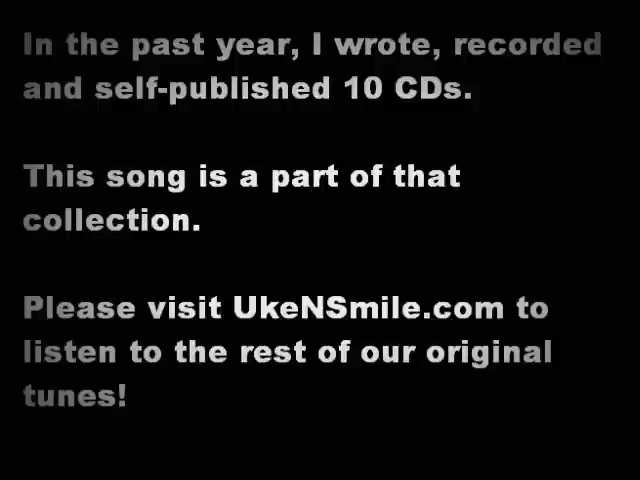 In the past year, I wrote, recorded
and self-published 10 CDs.
This song is a part of that
collection.
Please visit UkeNSmile.com to
listen to the rest of our original
tunes!